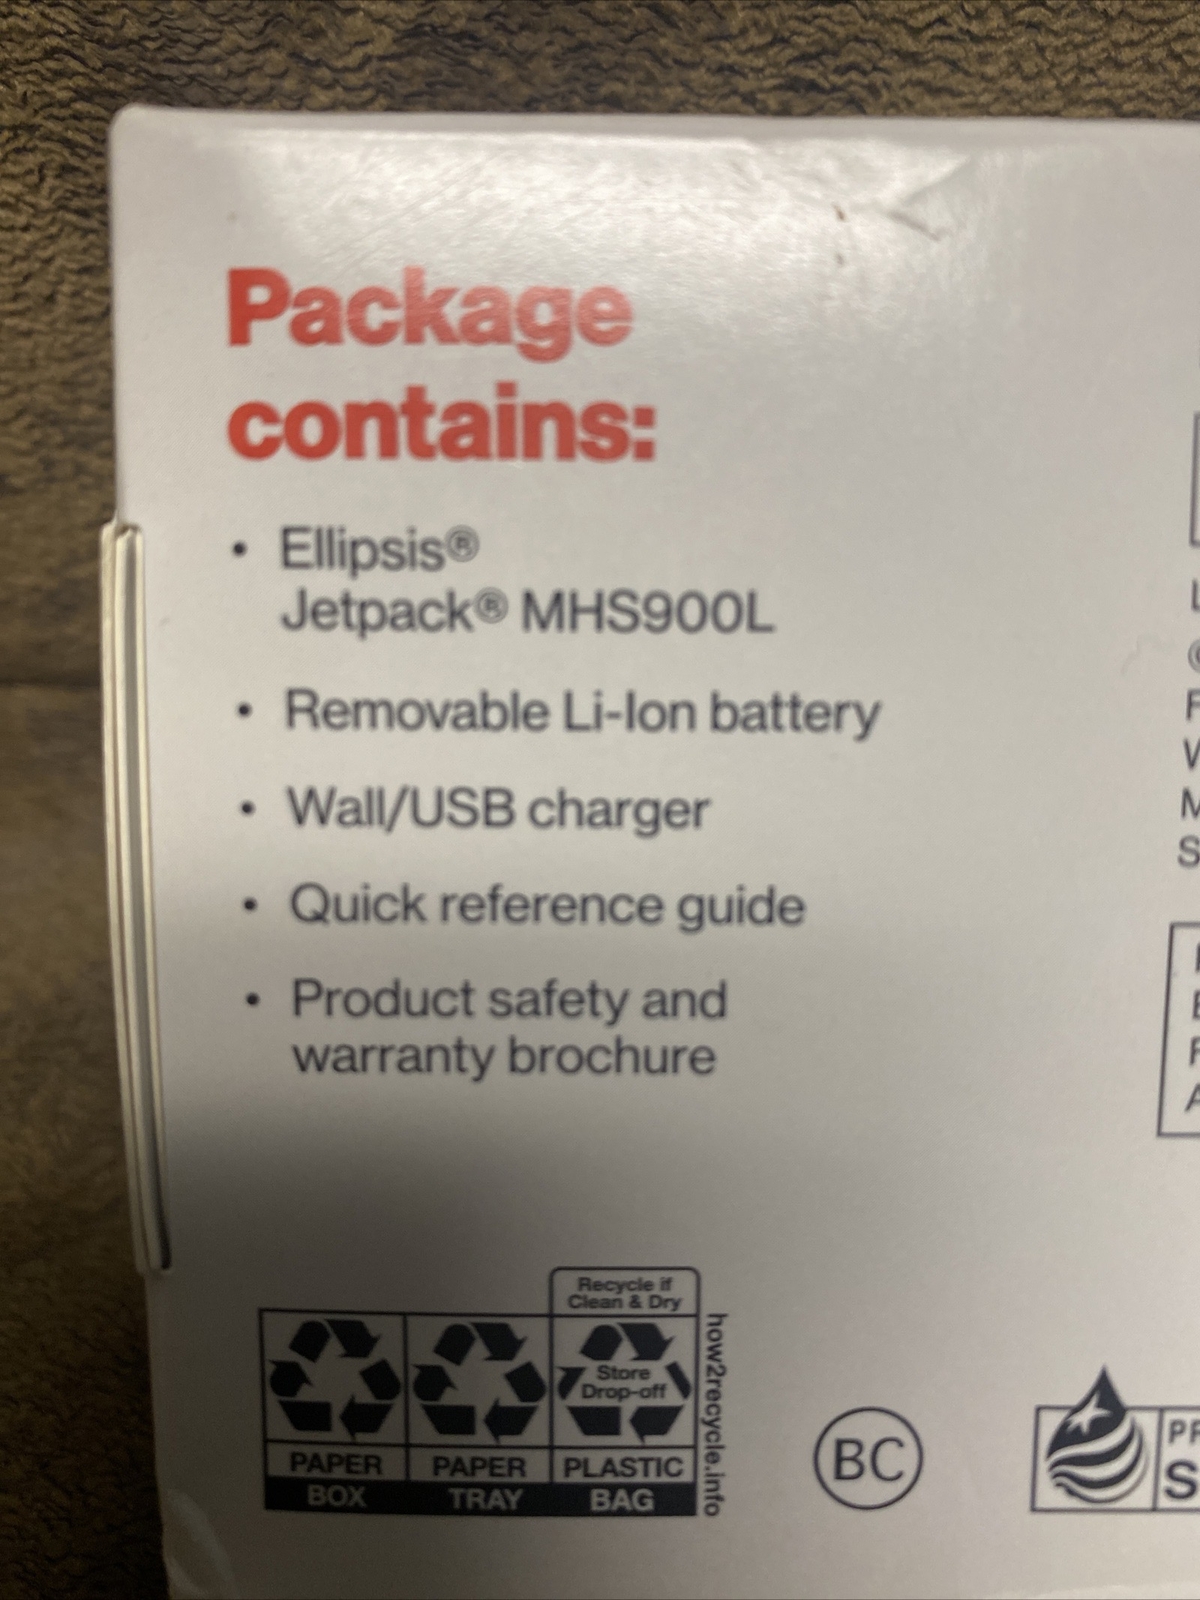 Package
contains:
• Ellipsis®
Jetpack® MHS900L
• Removable Li-Ion battery
• Wall/USB charger
• Quick reference guide
• Product safety and
warranty brochure
Recycle if
Clean & Dry
Store
Drop-off
PAPER PAPER PLASTIC
BOX TRAY BAG
how2recycle.info
BC